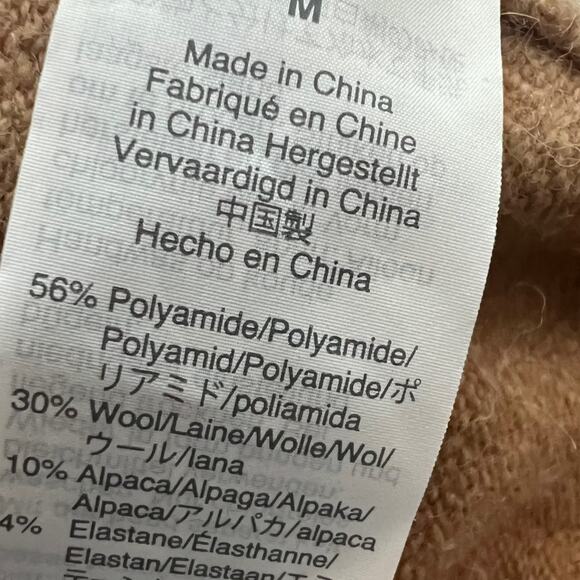 M
Made in China
Fabriqué en Chine
in China Hergestellt
Vervaardigd in China
中国製
Hecho en China
56% Polyamide/Polyamide/
Polyamid/Polyamide/ポ
リアミド/poliamida
30% Wool/Laine/Wolle/Wol/
ウール/lana
10% Alpaca/Alpaga/Alpaka/
Alpaca/アルパカ/alpaca
4% Elastane/Élasthanne/
Elastan/Elastaan/エラ